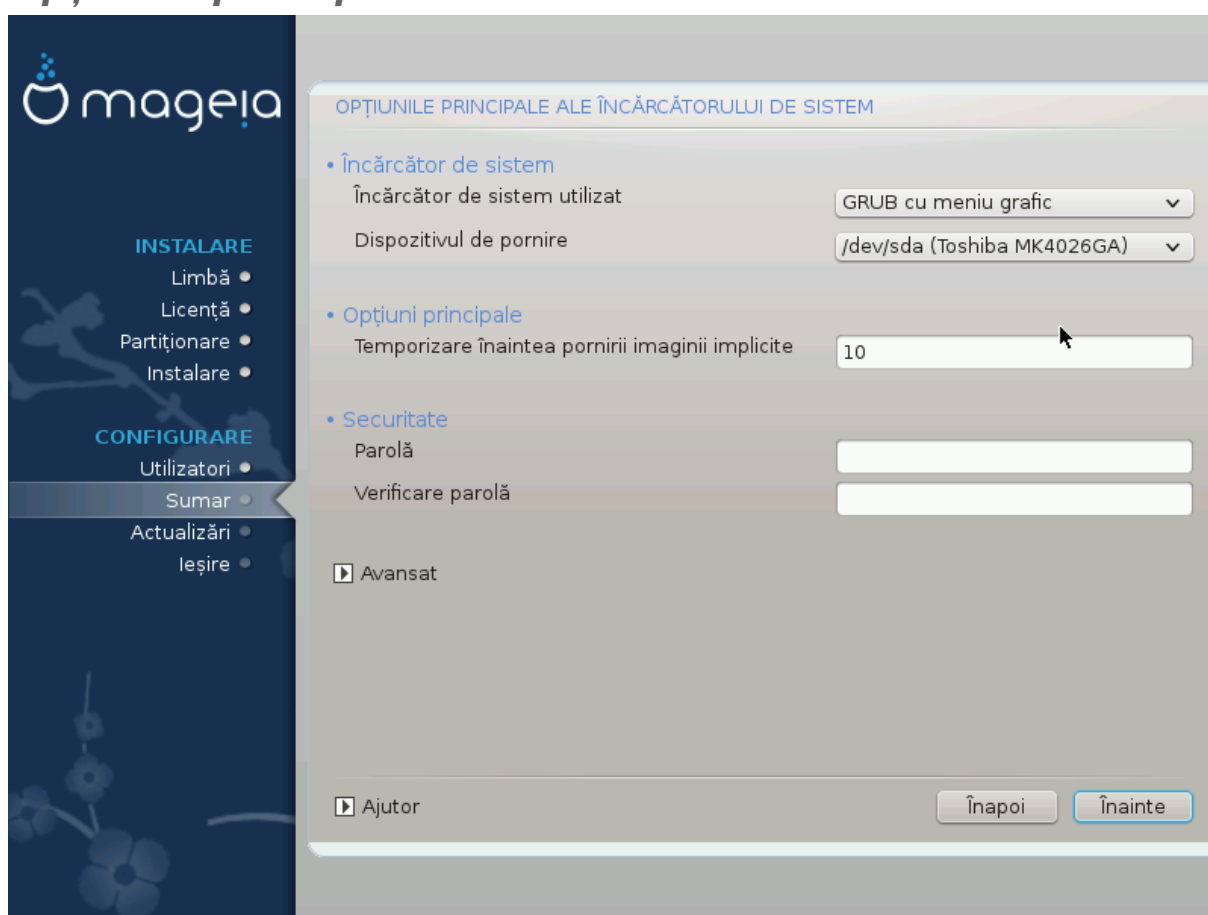 mageia
INSTALARE
Limbă
Licență
Partiționare
Instalare
CONFIGURARE
Utilizatori
Sumar
Actualizări
Ieșire
OPȚIUNILE PRINCIPALE ALE ÎNCĂRCĂTORULUI DE SISTEM
• Încărcător de sistem
Încărcător de sistem utilizat
GRUB cu meniu grafic
Dispozitivul de pornire
/dev/sda (Toshiba MK4026GA)
• Opțiuni principale
Temporizare înaintea pornirii imaginii implicite
10
• Securitate
Parolă
Verificare parolă
Avansat
Ajutor
Înapoi
Înainte